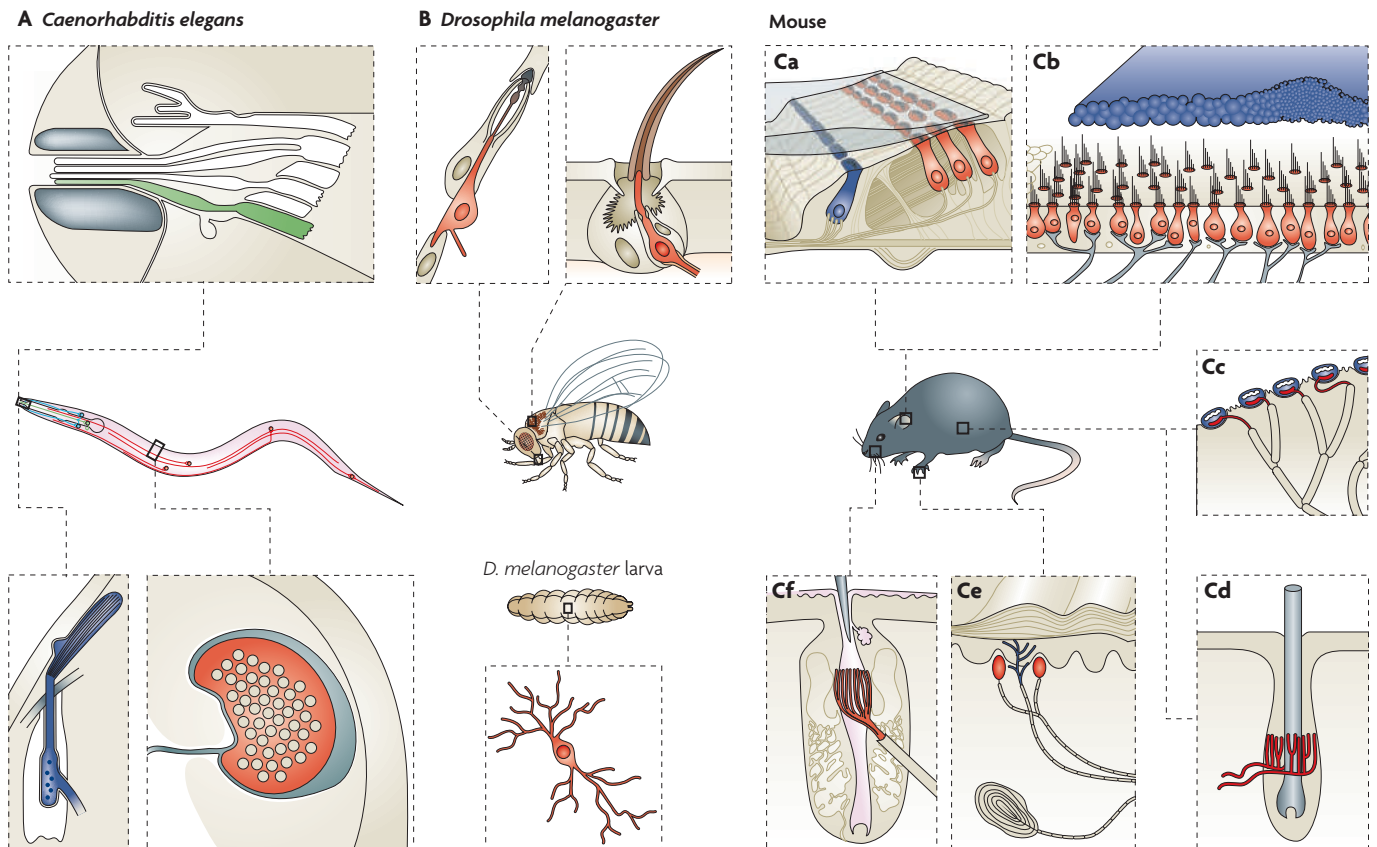 A Caenorhabditis elegans
B Drosophila melanogaster
Mouse
Ca
Cb
Cc
D. melanogaster larva
Cf
Ce
Cd